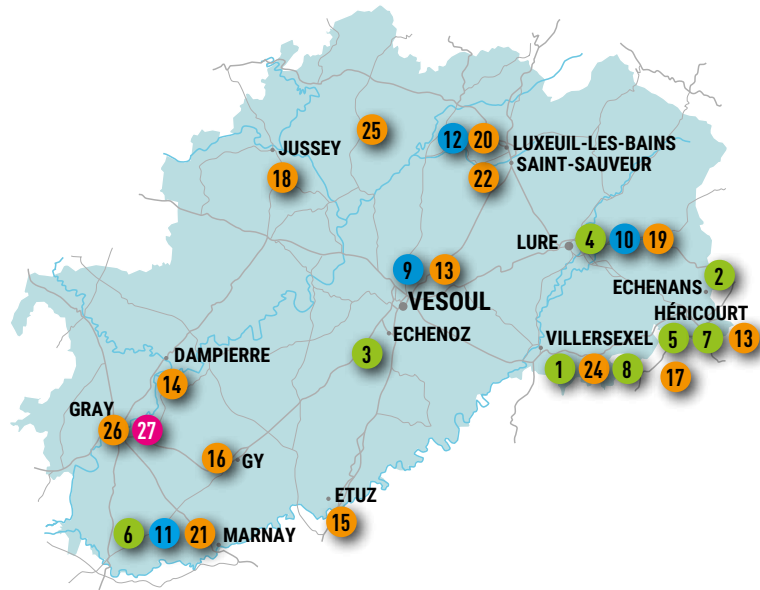 25
12 20 LUXEUIL-LES-BAINS
JUSSEY
SAINT-SAUVEUR
18
22
LURE 4 10 19
9 13
2
ECHENANS
VESOUL
HÉRICOURT
ECHENOZ
VILLERSEXEL 5 7 13
3
DAMPIERRE
1 24 8
17
14
GRAY
26 27
16 GY
ETUZ
15
6 11 21 MARNAY